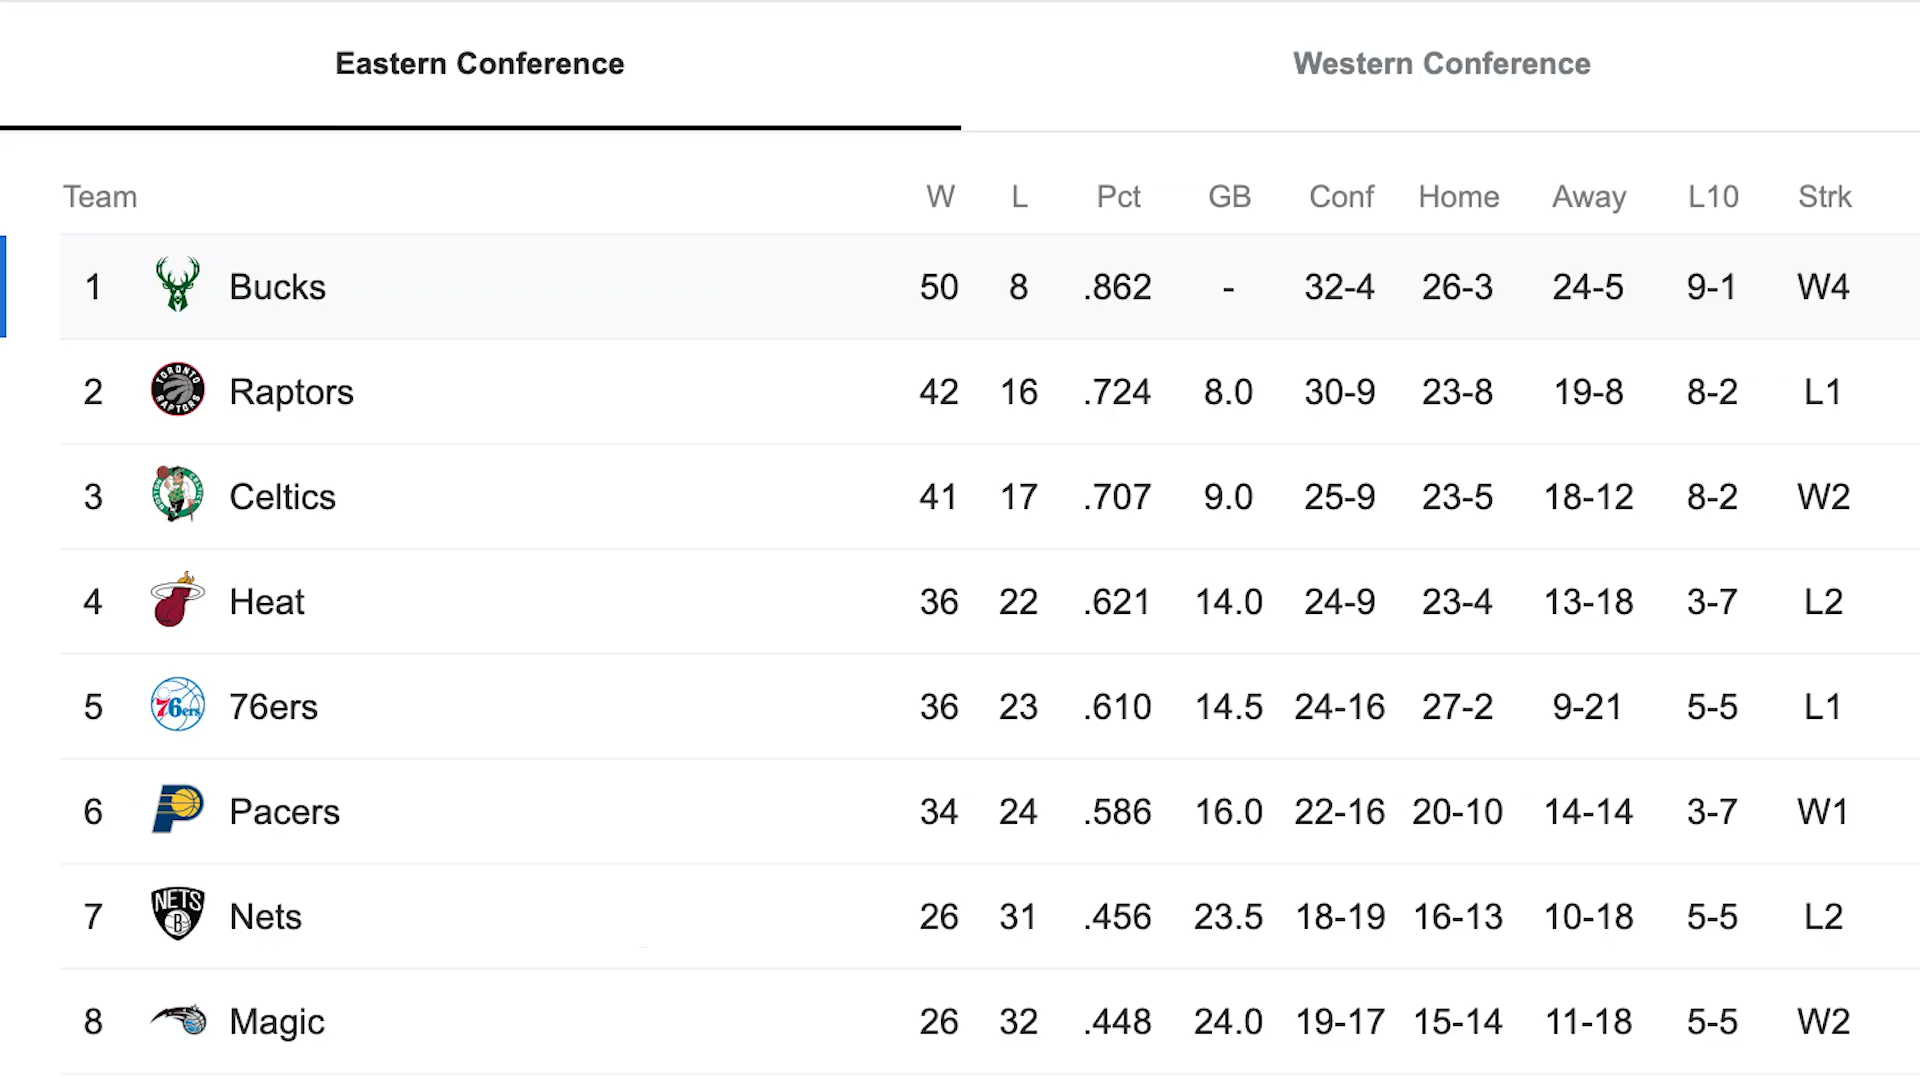 Eastern Conference Western Conference
Team W L Pct GB Conf Home Away L10 Strk
1 Bucks 50 8 .862 - 32-4 26-3 24-5 9-1 W4
2 TORONTO RAPTORS Raptors 42 16 .724 8.0 30-9 23-8 19-8 8-2 L1
3 Celtics 41 17 .707 9.0 25-9 23-5 18-12 8-2 W2
4 Heat 36 22 .621 14.0 24-9 23-4 13-18 3-7 L2
5 76ers 76ers 36 23 .610 14.5 24-16 27-2 9-21 5-5 L1
6 Pacers 34 24 .586 16.0 22-16 20-10 14-14 3-7 W1
7 NETS B Nets 26 31 .456 23.5 18-19 16-13 10-18 5-5 L2
8 Magic 26 32 .448 24.0 19-17 15-14 11-18 5-5 W2